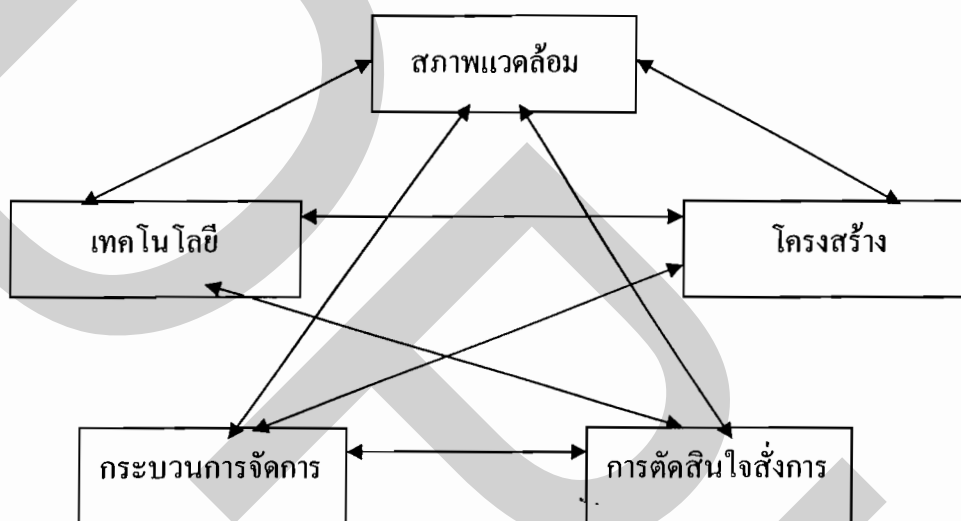 สภาพแวดล้อม
เทคโนโลยี
โครงสร้าง
กระบวนการจัดการ
การตัดสินใจสั่งการ